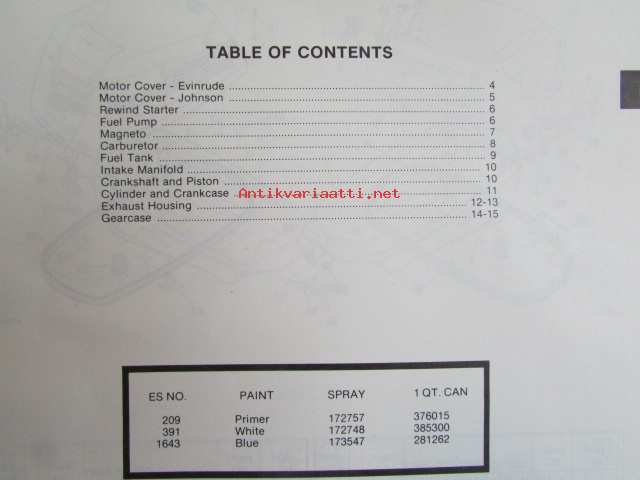 TABLE OF CONTENTS
Motor Cover - Evinrude 4
Motor Cover - Johnson 5
Rewind Starter 6
Fuel Pump 6
Magneto 7
Carburetor 8
Fuel Tank 9
Intake Manifold 10
Crankshaft and Piston 10
Cylinder and Crankcase 11
Antikvariaatti.net
Exhaust Housing 12-13
Gearcase 14-15
ES NO. PAINT SPRAY 1 QT. CAN
209 Primer 172757 376015
391 White 172748 385300
1643 Blue 173547 281262